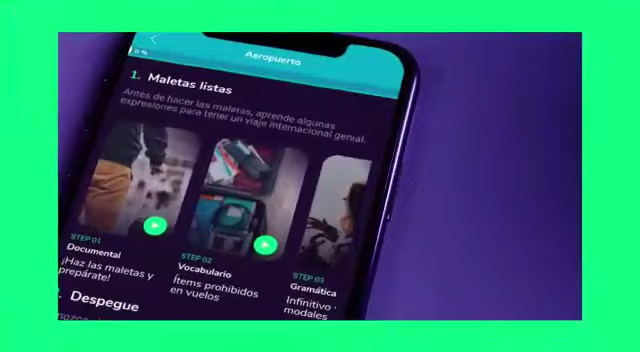 0 %
Aeropuerto
1. Maletas listas
Antes de hacer las maletas, aprende algunas
expresiones para tener un viaje internacional genial.
STEP 01
Documental
¡Haz las maletas y
prepárate!
STEP 02
Vocabulario
Ítems prohibidos
en vuelos
STEP 03
Gramática
Infinitivo
modales
Despegue